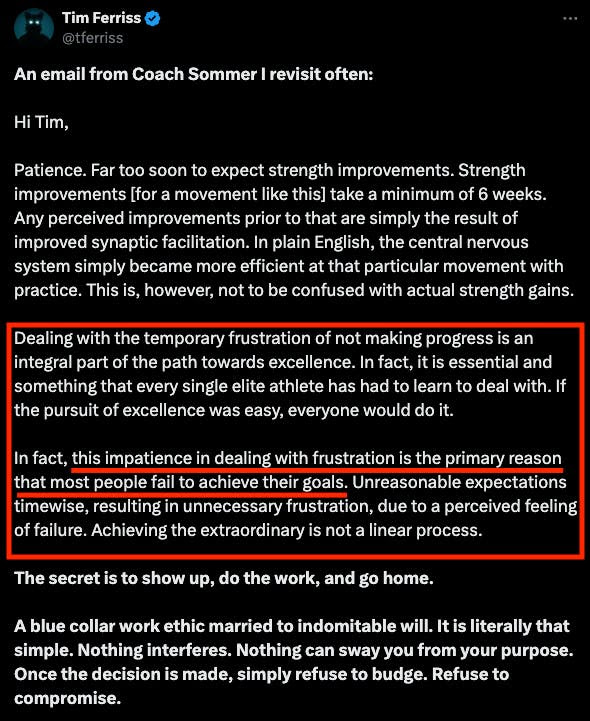 Tim Ferriss
@tferriss
An email from Coach Sommer I revisit often:
Hi Tim,
Patience. Far too soon to expect strength improvements. Strength
improvements [for a movement like this] take a minimum of 6 weeks.
Any perceived improvements prior to that are simply the result of
improved synaptic facilitation. In plain English, the central nervous
system simply became more efficient at that particular movement with
practice. This is, however, not to be confused with actual strength gains.
Dealing with the temporary frustration of not making progress is an
integral part of the path towards excellence. In fact, it is essential and
something that every single elite athlete has had to learn to deal with. If
the pursuit of excellence was easy, everyone would do it.
In fact, this impatience in dealing with frustration is the primary reason
that most people fail to achieve their goals. Unreasonable expectations
timewise, resulting in unnecessary frustration, due to a perceived feeling
of failure. Achieving the extraordinary is not a linear process.
The secret is to show up, do the work, and go home.
A blue collar work ethic married to indomitable will. It is literally that
simple. Nothing interferes. Nothing can sway you from your purpose.
Once the decision is made, simply refuse to budge. Refuse to
compromise.